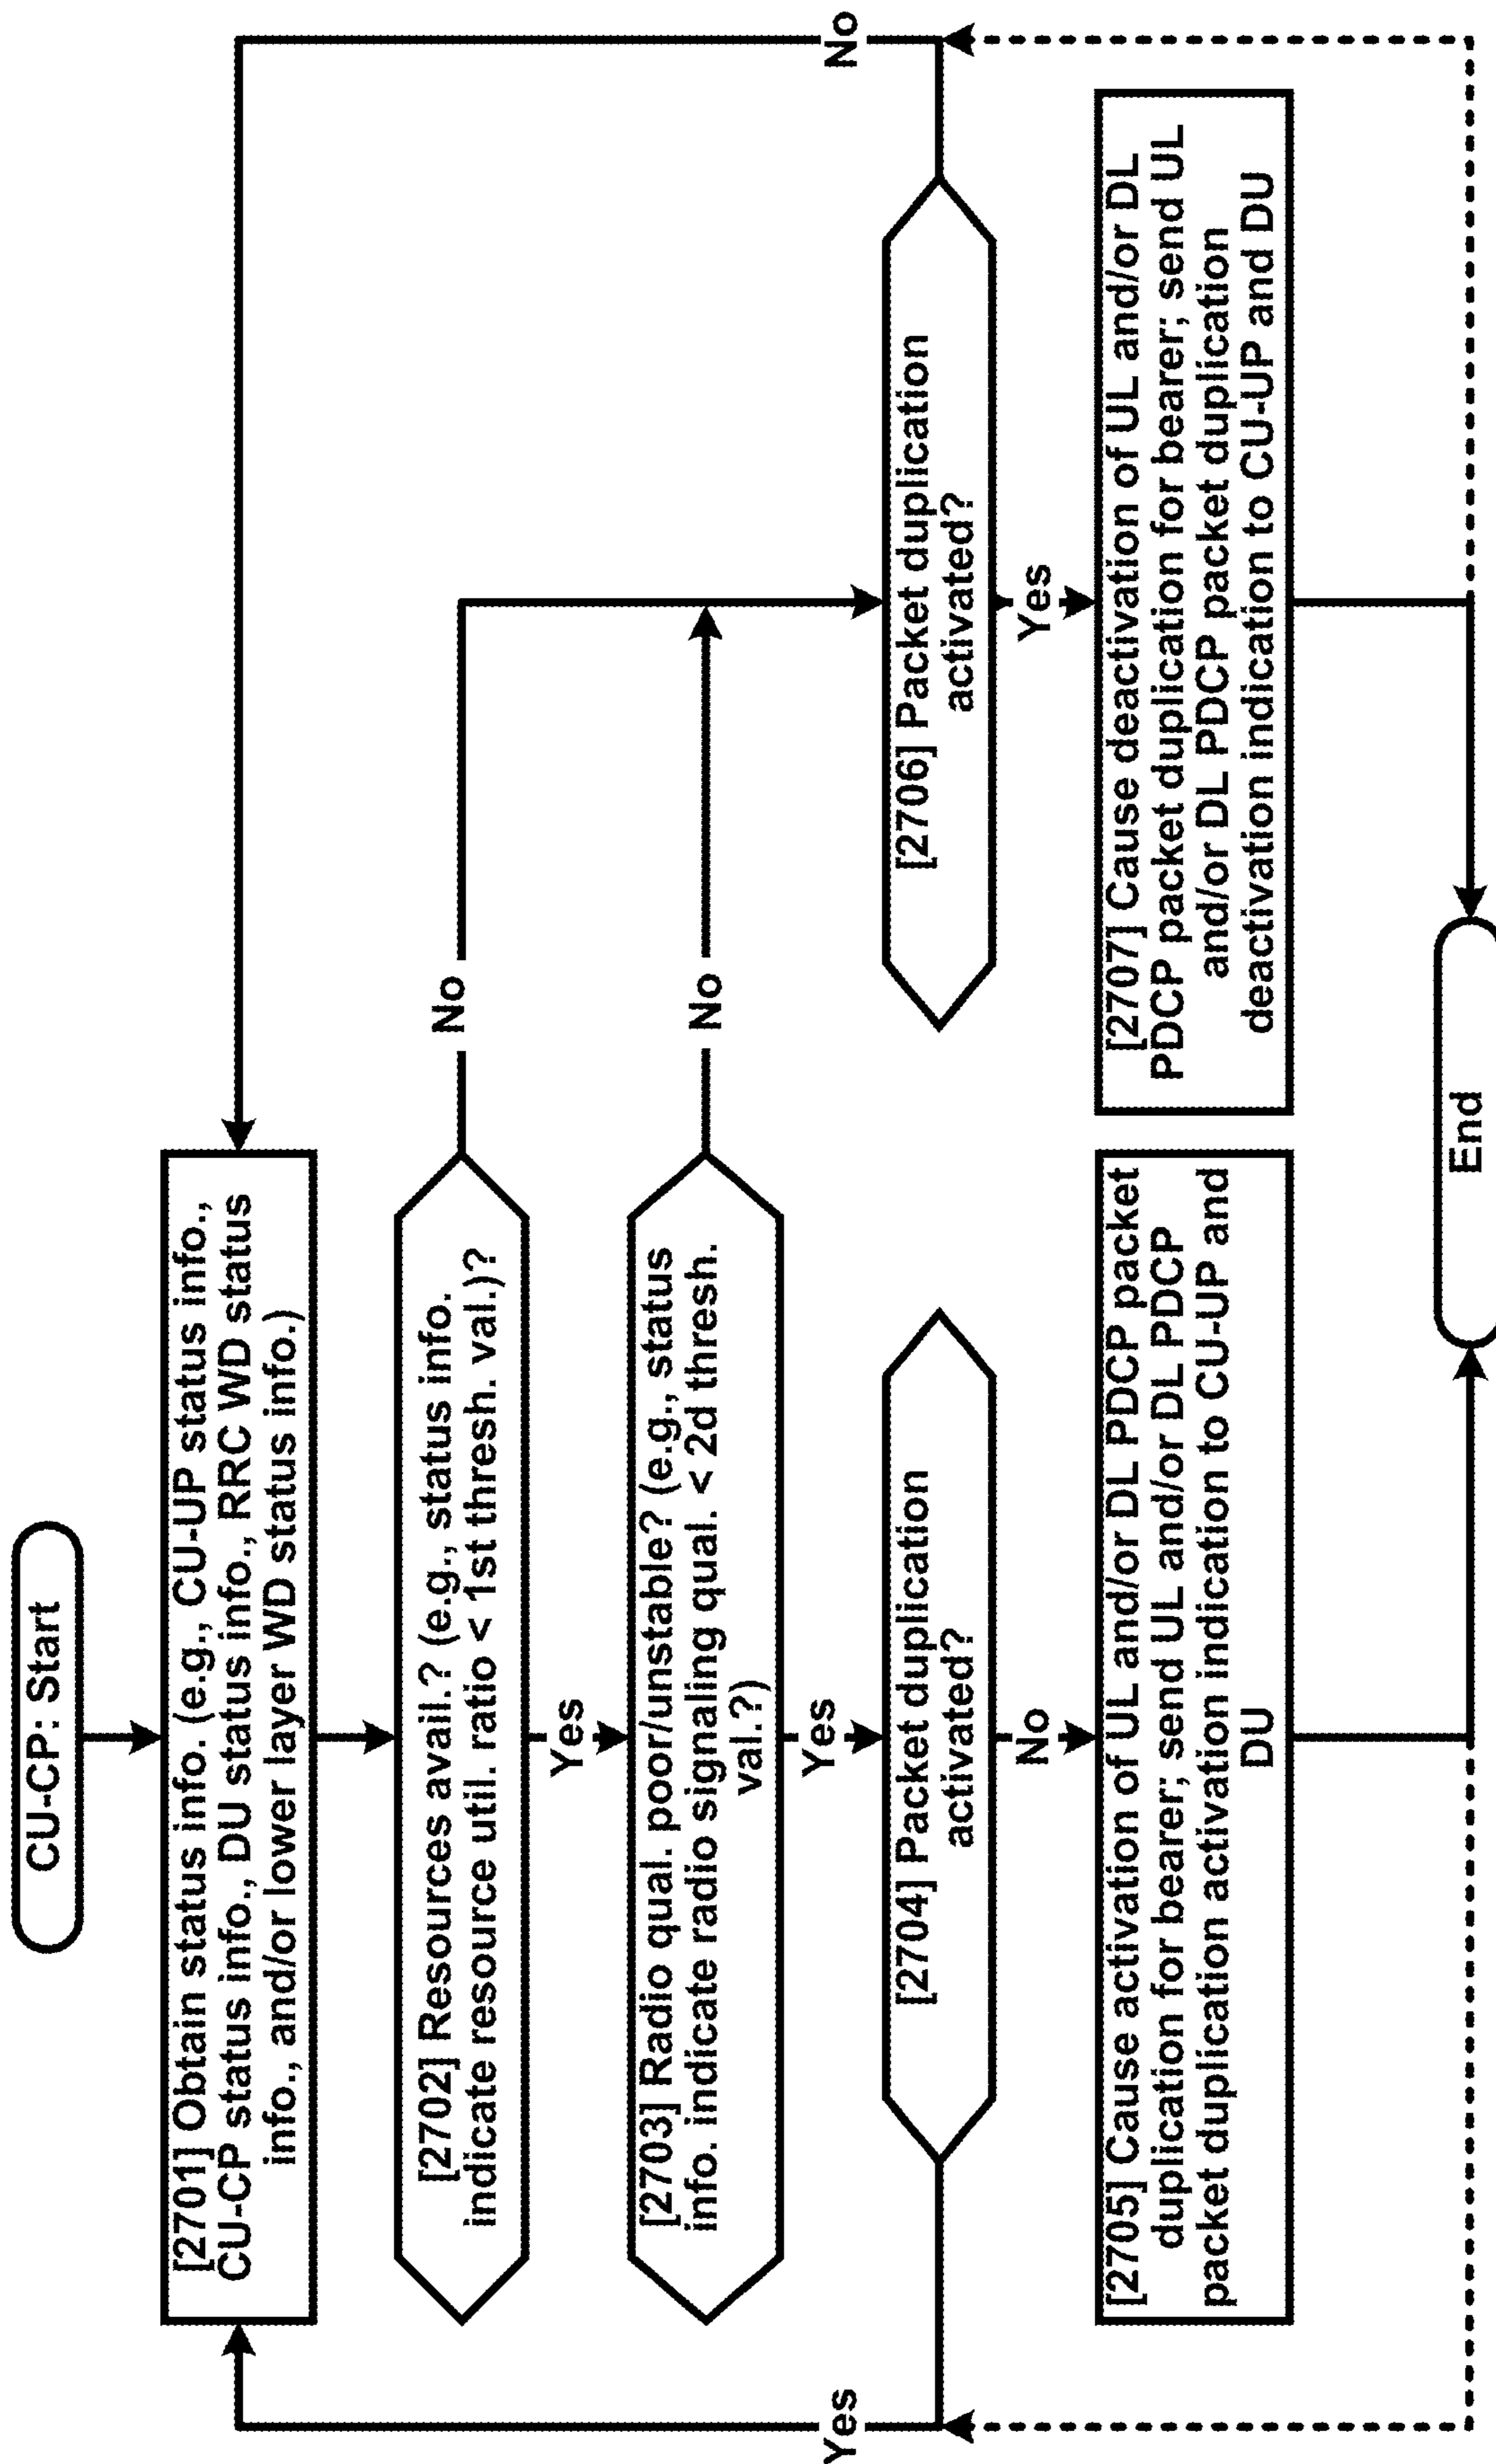 CU-CP: Start
[2701] Obtain status info. (e.g., CU-UP status info.,
CU-CP status info., DU status info., RRC WD status
info., and/or lower layer WD status info.)
[2702] Resources avail.? (e.g., status info.
indicate resource util. ratio < 1st thresh. val.)?
No
Yes
[2703] Radio qual. poor/unstable? (e.g., status
info. indicate radio signaling qual. < 2d thresh.
val.?)
No
Yes
[2704] Packet duplication
activated?
Yes
No
[2705] Cause activation of UL and/or DL PDCP packet
duplication for bearer; send UL and/or DL PDCP
packet duplication activation indication to CU-UP and
DU
[2706] Packet duplication
activated?
No
Yes
[2707] Cause deactivation of UL and/or DL
PDCP packet duplication for bearer; send UL
and/or DL PDCP packet duplication
deactivation indication to CU-UP and DU
End